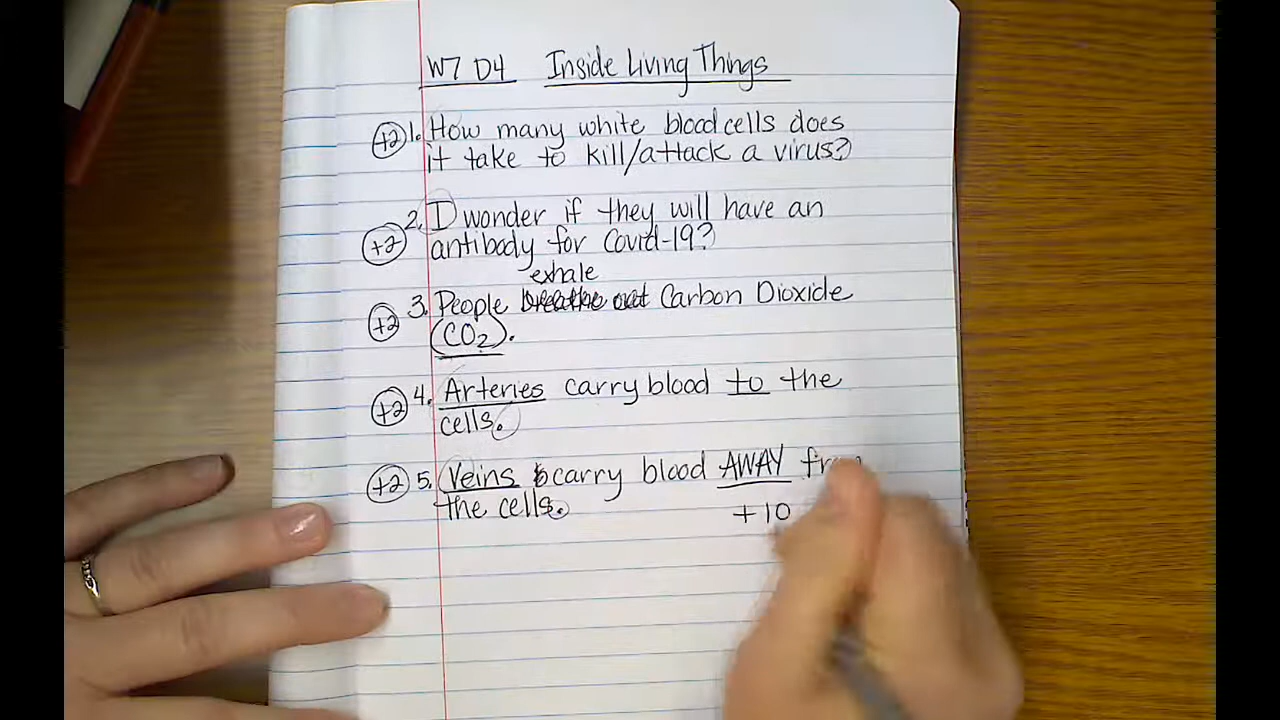 W7 D4 Inside Living Things
+2 1. How many white blood cells does
it take to kill/attack a virus?
2. I wonder if they will have an
+2 antibody for Covid-19?
exhale
3. People breathe out Carbon Dioxide
+2 (CO2).
4. Arteries carry blood to the
+2 cells.
+2 5. Veins carry blood AWAY from
the cells.
+10